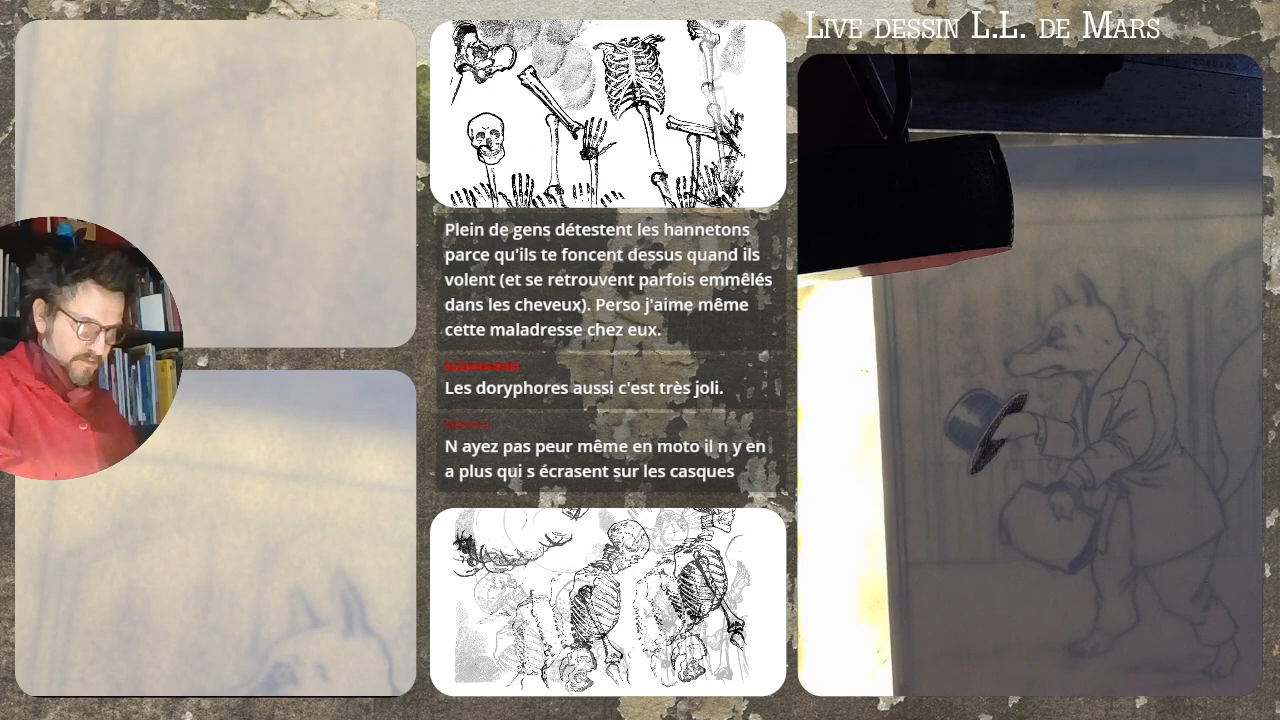 Live dessin L.L. de Mars
Plein de gens détestent les hannetons
parce qu'ils te foncent dessus quand ils
volent (et se retrouvent parfois emmêlés
dans les cheveux). Perso j'aime même
cette maladresse chez eux.
Les doryphores aussi c'est très joli.
N ayez pas peur même en moto il n y en
a plus qui s écrasent sur les casques